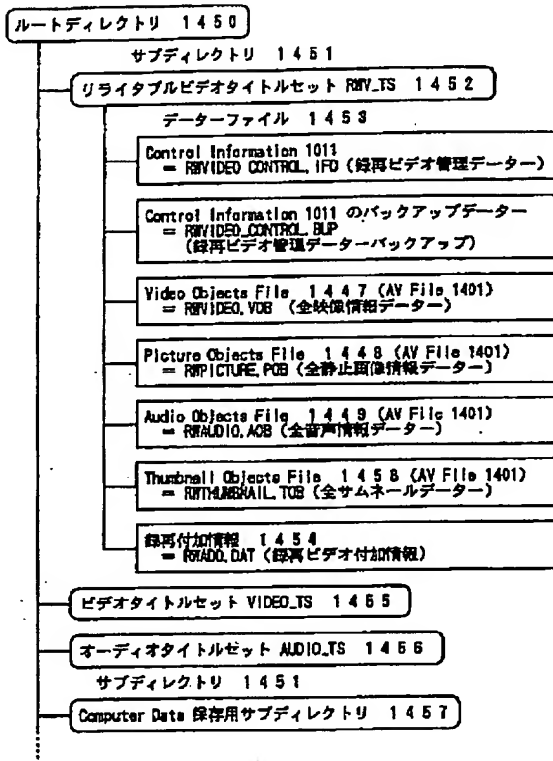 ルートディレクトリ 1450
サブディレクトリ 1451
リライタブルビデオタイトルセット RWV_TS 1452
データーファイル 1453
Control Information 1011
= RWVIDEO CONTROL.IFO (録再ビデオ管理データー)
Control Information 1011 のバックアップデーター
= RWVIDEO_CONTROL.BUP
(録再ビデオ管理データーバックアップ)
Video Objects File 1447 (AV File 1401)
= RWVIDEO.VOB (全映像情報データー)
Picture Objects File 1448 (AV File 1401)
= RWPICTURE.POB (全静止画像情報データー)
Audio Objects File 1449 (AV File 1401)
= RWAUDIO.AOB (全音声情報データー)
Thumbnail Objects File 1458 (AV File 1401)
= RWTHUMBNAIL.TOB (全サムネールデーター)
録再付加情報 1454
= RWADD.DAT (録再ビデオ付加情報)
ビデオタイトルセット VIDEO_TS 1455
オーディオタイトルセット AUDIO_TS 1456
サブディレクトリ 1451
Computer Data 保存用サブディレクトリ 1457